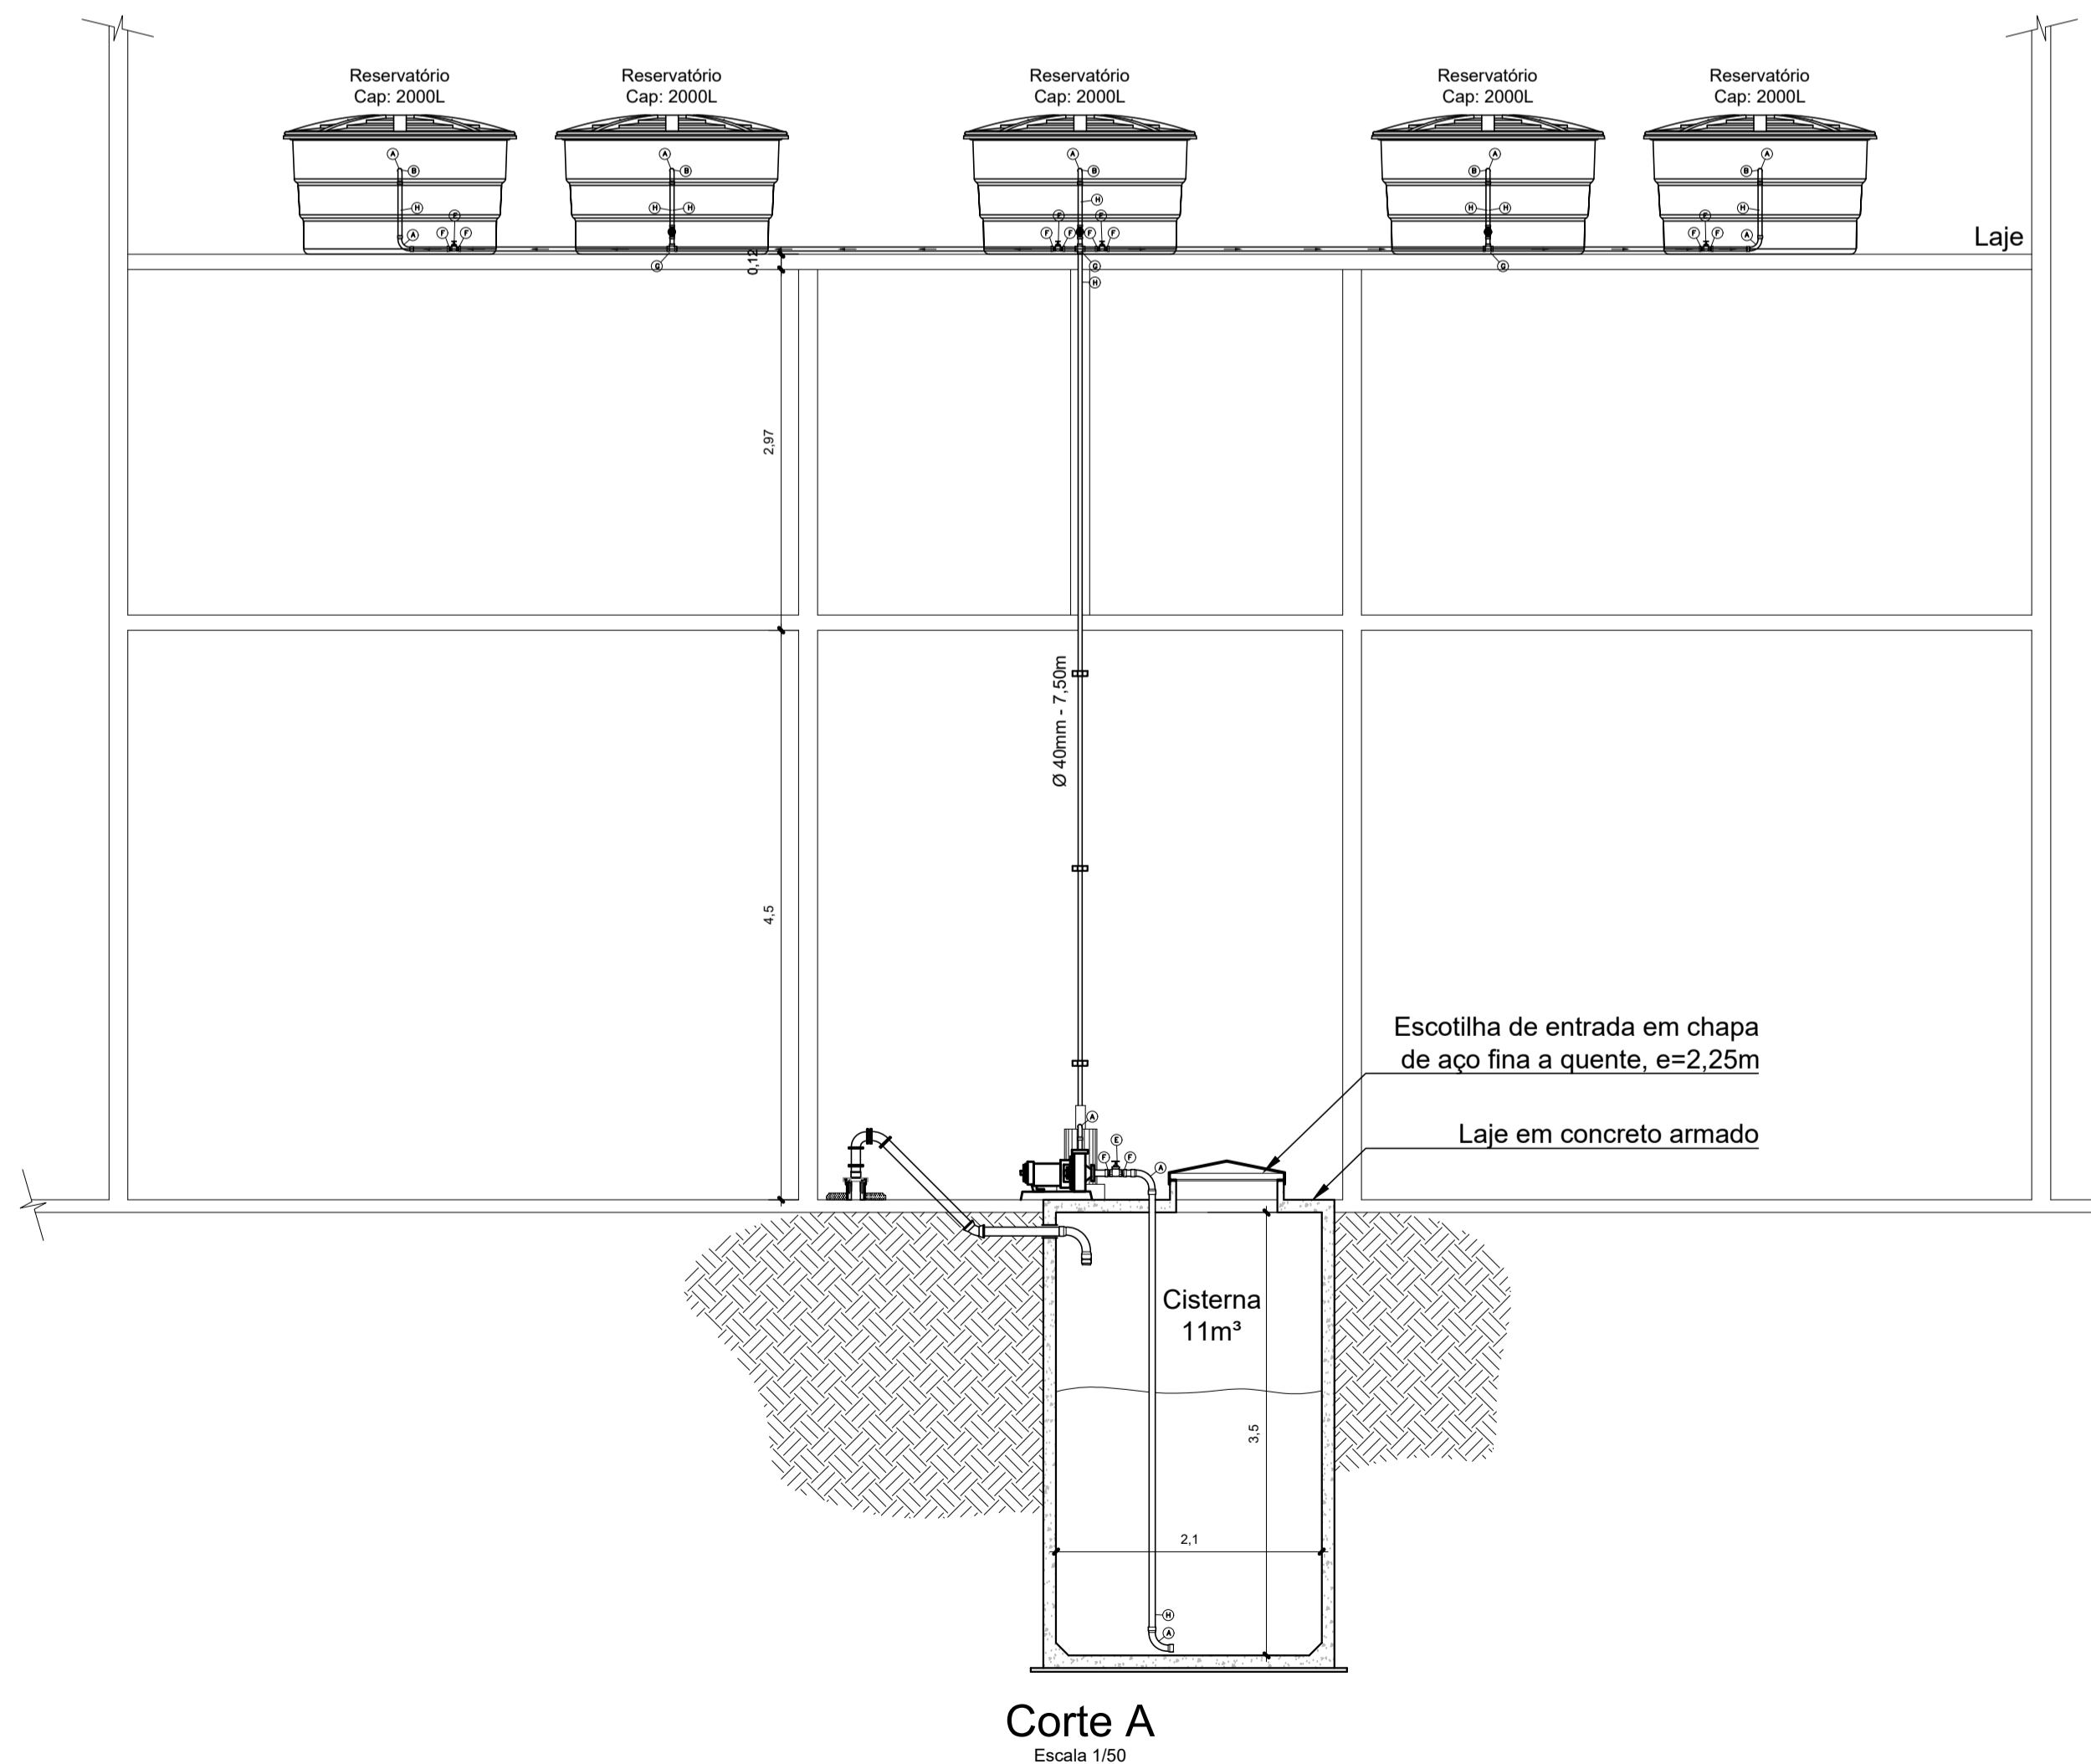 Reservatório
Cap: 2000L
Reservatório
Cap: 2000L
Reservatório
Cap: 2000L
Reservatório
Cap: 2000L
Reservatório
Cap: 2000L
A
B
H
E
F
F
A
A
B
H
H
G
A
B
H
E
E
F
F
F
F
G
H
A
B
H
H
G
A
B
H
E
F
F
A
Laje
0,12
2,97
Ø 40mm - 7,50m
4,5
Escotilha de entrada em chapa
de aço fina a quente, e=2,25m
Laje em concreto armado
A
E
F
F
A
Cisterna
11m³
3,5
2,1
H
A
Corte A
Escala 1/50